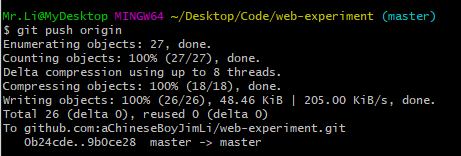 Mr.Li@MyDesktop MINGW64 ~/Desktop/Code/web-experiment (master)
$ git push origin
Enumerating objects: 27, done.
Counting objects: 100% (27/27), done.
Delta compression using up to 8 threads.
Compressing objects: 100% (18/18), done.
Writing objects: 100% (26/26), 48.46 KiB | 205.00 KiB/s, done.
Total 26 (delta 0), reused 0 (delta 0)
To github.com:aChineseBoyJimLi/web-experiment.git
   0b24cde..9b0ce28  master -> master